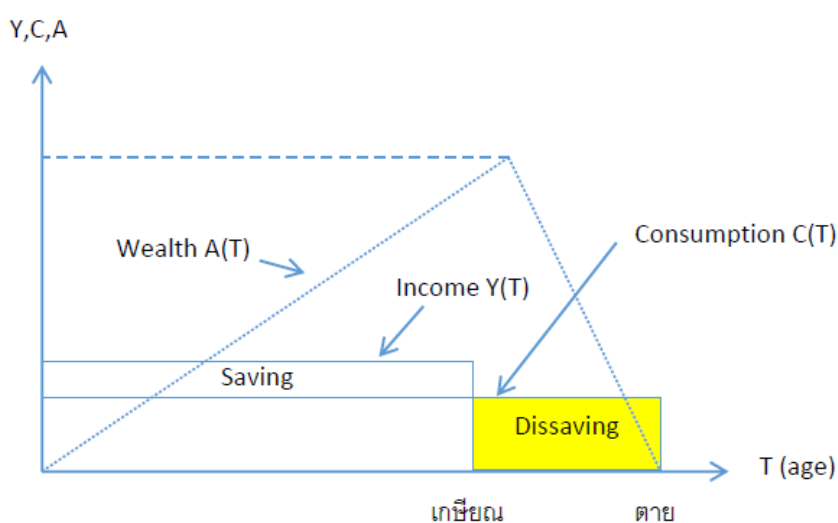 Y,C,A
Wealth A(T)
Consumption C(T)
Income Y(T)
Saving
Dissaving
T (age)
เกษียณ
ตาย